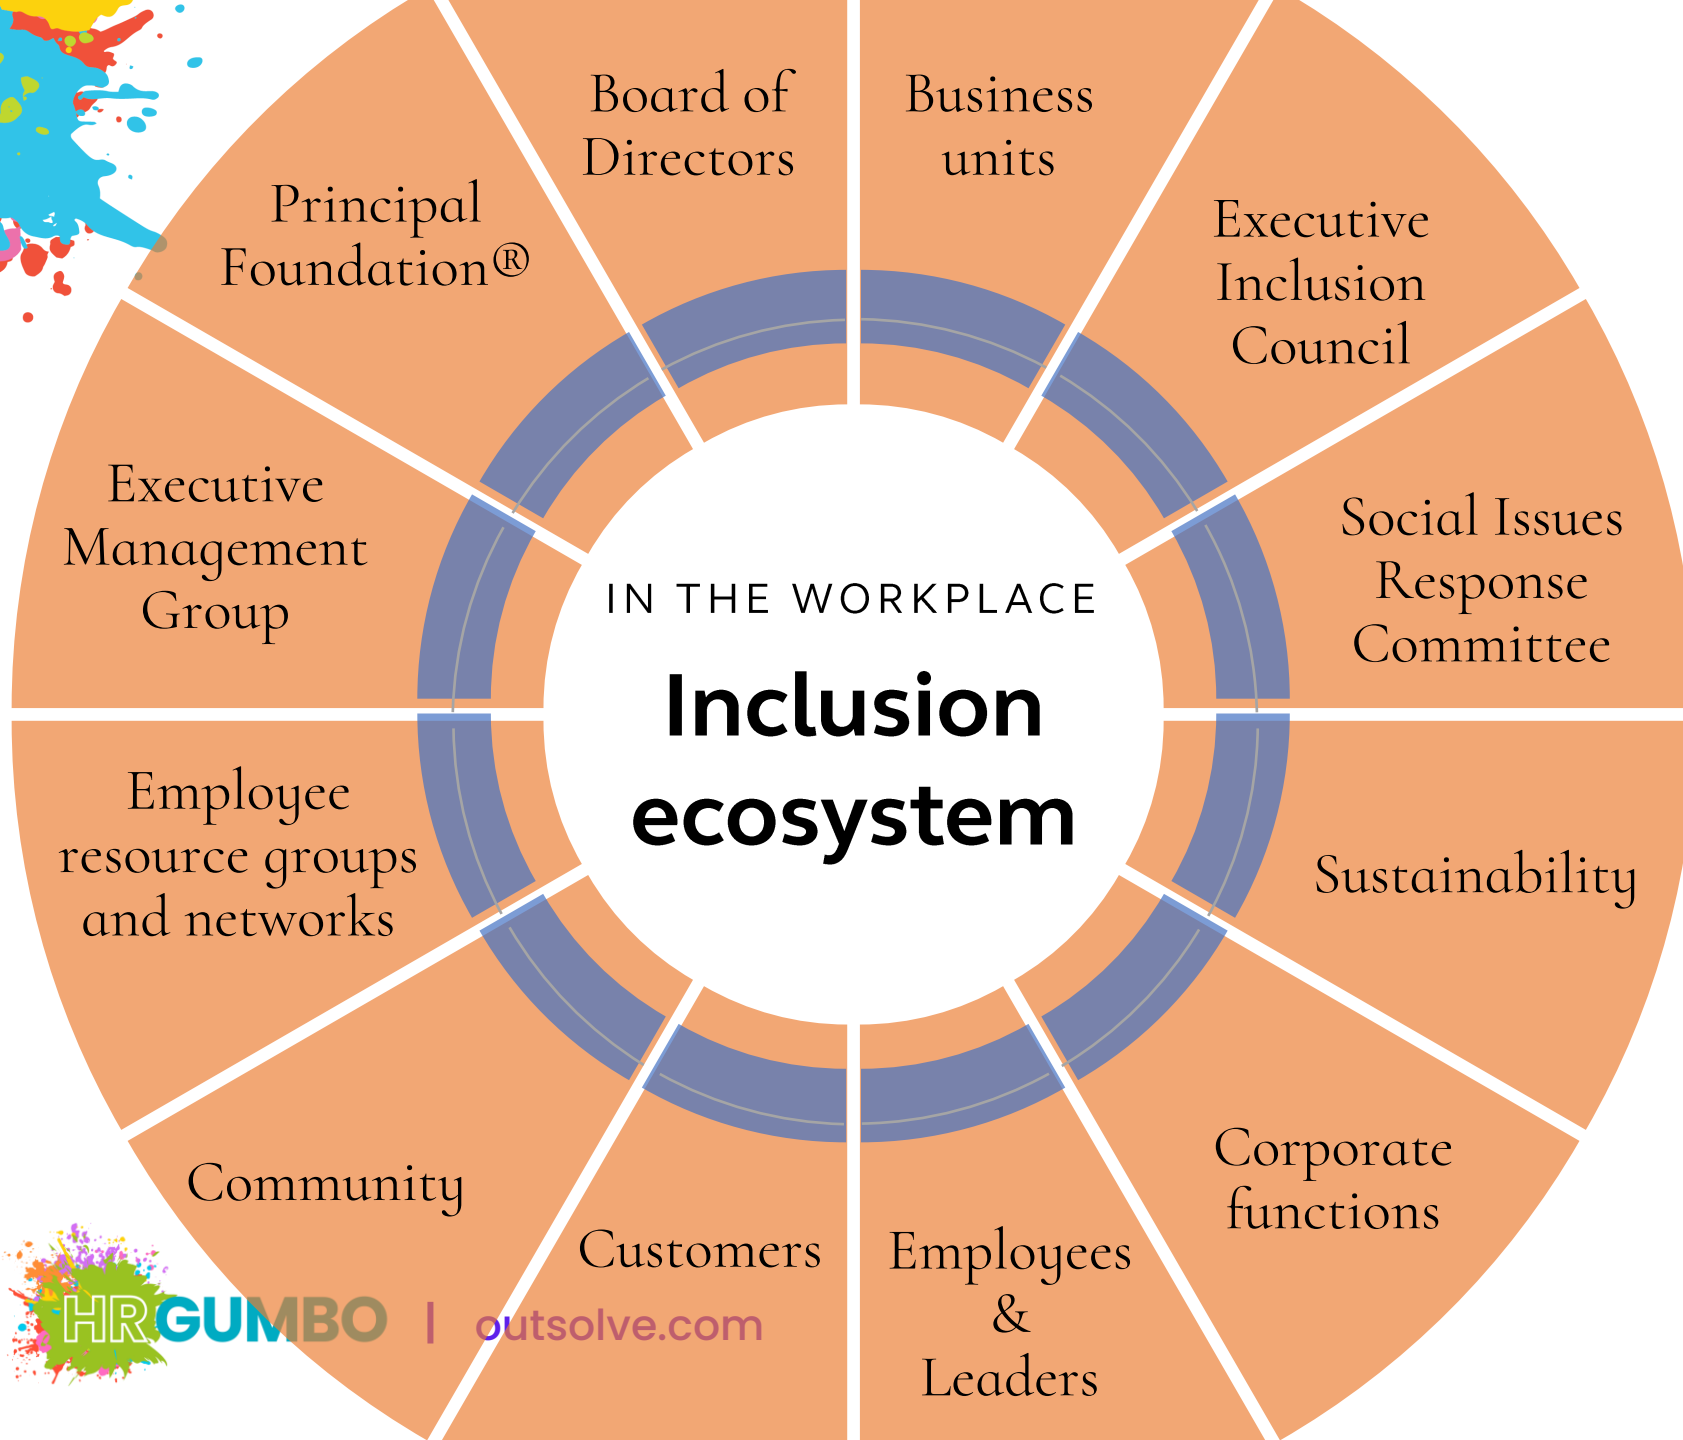 Board of
Directors
Business
units
Executive
Inclusion
Council
Social Issues
Response
Committee
Sustainability
Corporate
functions
Employees
&
Leaders
Customers
Community
Employee
resource groups
and networks
Executive
Management
Group
Principal
Foundation®
IN THE WORKPLACE
Inclusion
ecosystem
HRGUMBO | outsolve.com